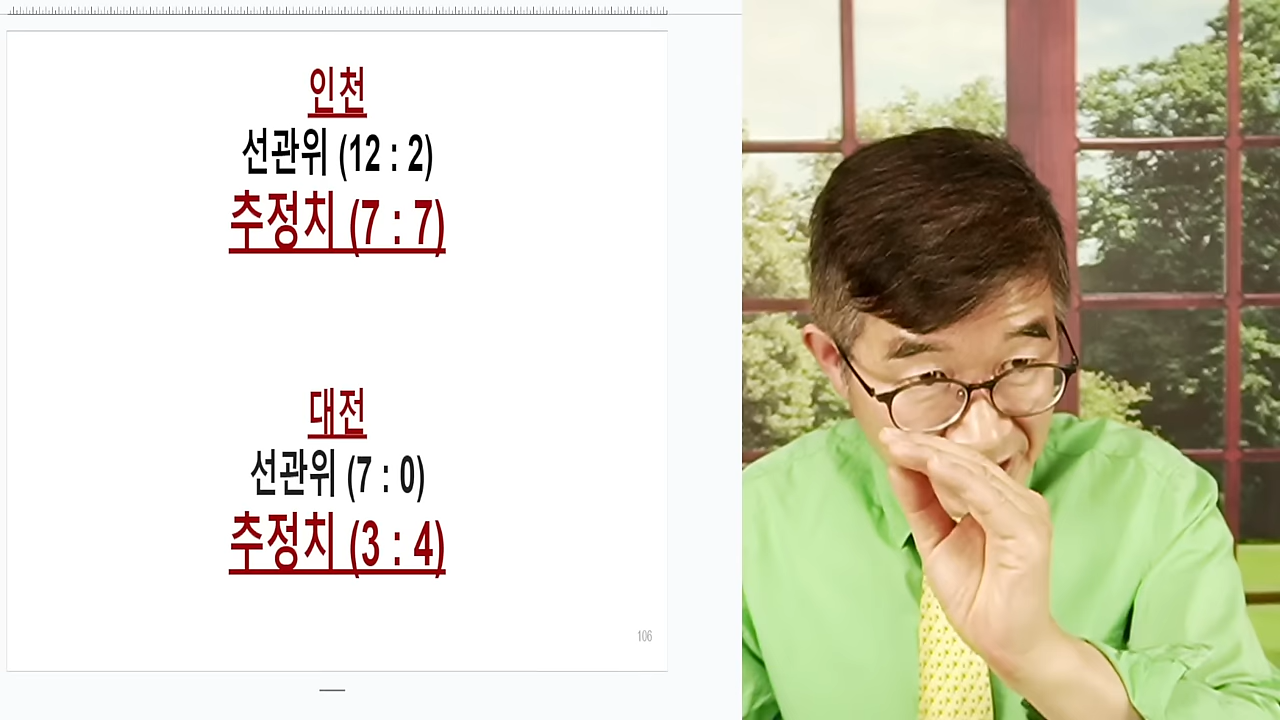 인천
선관위 (12 : 2)
추정치 (7 : 7)
대전
선관위 (7 : 0)
추정치 (3 : 4)
106